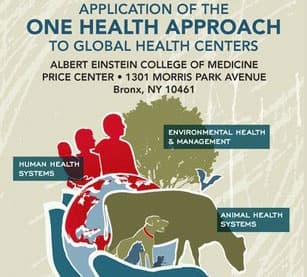 APPLICATION OF THE
ONE HEALTH APPROACH
TO GLOBAL HEALTH CENTERS
ALBERT EINSTEIN COLLEGE OF MEDICINE
PRICE CENTER • 1301 MORRIS PARK AVENUE
Bronx, NY 10461
ENVIRONMENTAL HEALTH
& MANAGEMENT
HUMAN HEALTH
SYSTEMS
ANIMAL HEALTH
SYSTEMS